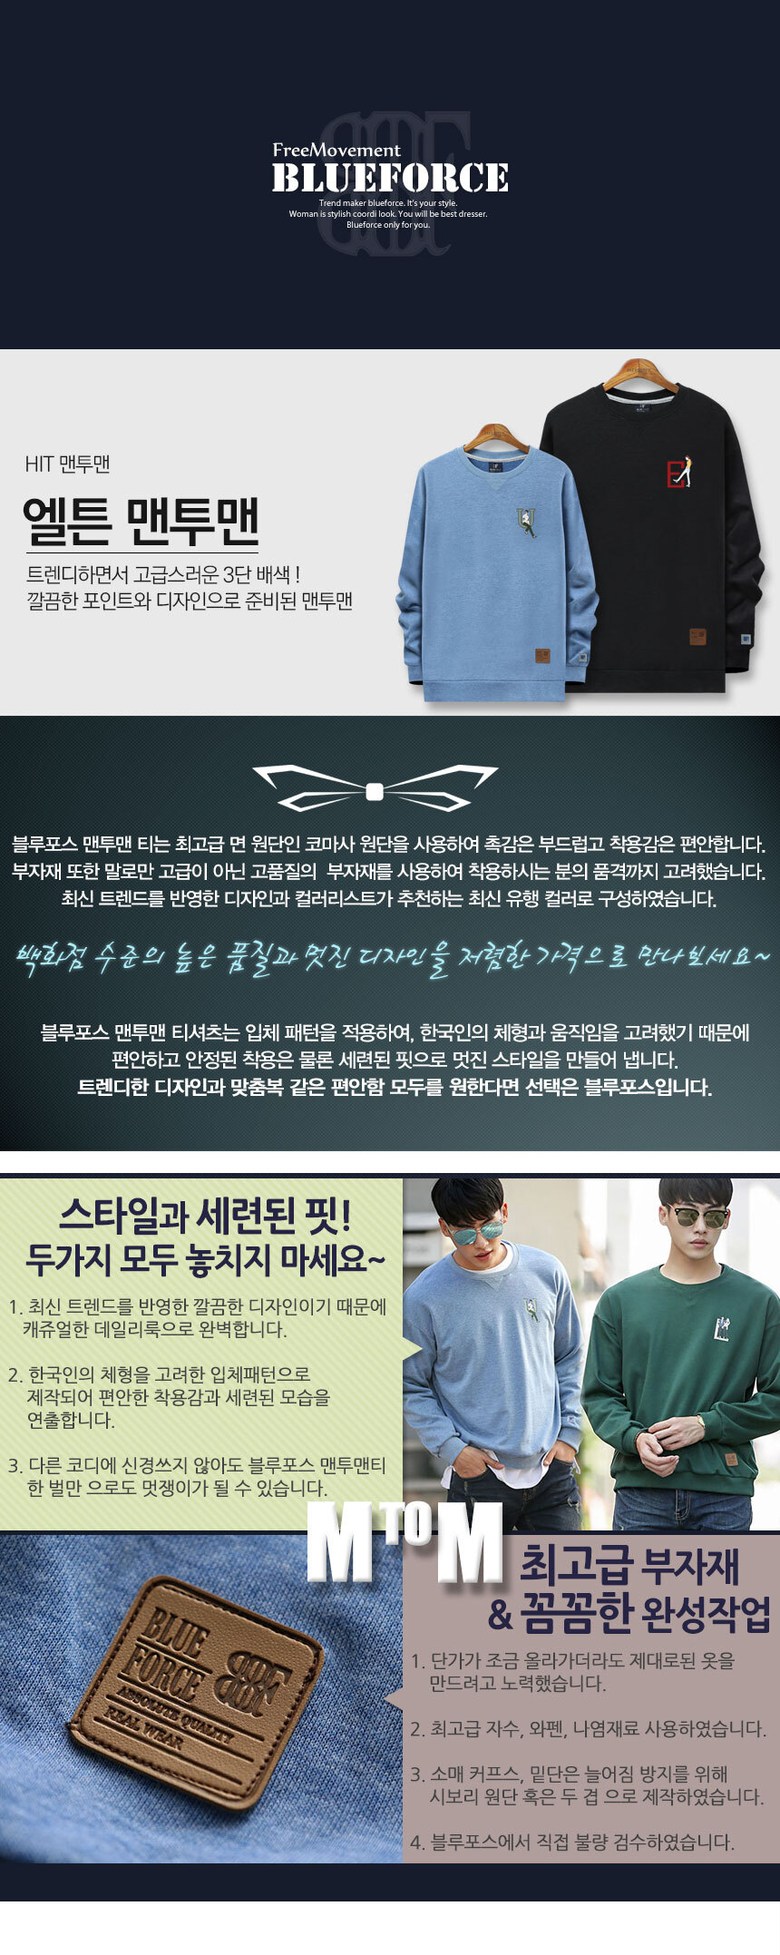 FreeMovement
BLUEFORCE
Trend maker blueforce. It's your style.
Woman is stylish coordi look. You will be best dresser.
Blueforce only for you.
HIT 맨투맨
엘튼 맨투맨
트렌디하면서 고급스러운 3단 배색 !
깔끔한 포인트와 디자인으로 준비된 맨투맨
블루포스 맨투맨 티는 최고급 면 원단인 코마사 원단을 사용하여 촉감은 부드럽고 착용감은 편안합니다.
부자재 또한 말로만 고급이 아닌 고품질의 부자재를 사용하여 착용하시는 분의 품격까지 고려했습니다.
최신 트렌드를 반영한 디자인과 컬러리스트가 추천하는 최신 유행 컬러로 구성하였습니다.
백화점 수준의 높은 품질과 멋진 디자인을 저렴한 가격으로 만나보세요~
블루포스 맨투맨 티셔츠는 입체 패턴을 적용하여, 한국인의 체형과 움직임을 고려했기 때문에
편안하고 안정된 착용은 물론 세련된 핏으로 멋진 스타일을 만들어 냅니다.
트렌디한 디자인과 맞춤복 같은 편안함 모두를 원한다면 선택은 블루포스입니다.
스타일과 세련된 핏!
두가지 모두 놓치지 마세요~
1. 최신 트렌드를 반영한 깔끔한 디자인이기 때문에
캐쥬얼한 데일리룩으로 완벽합니다.
2. 한국인의 체형을 고려한 입체패턴으로
제작되어 편안한 착용감과 세련된 모습을
연출합니다.
3. 다른 코디에 신경쓰지 않아도 블루포스 맨투맨티
한 벌만 으로도 멋쟁이가 될 수 있습니다.
M TO M
BLUE
FORCE
ABSOLUTE QUALITY
REAL WEAR
최고급 부자재
& 꼼꼼한 완성작업
1. 단가가 조금 올라가더라도 제대로된 옷을
만드려고 노력했습니다.
2. 최고급 자수, 와펜, 나염재료 사용하였습니다.
3. 소매 커프스, 밑단은 늘어짐 방지를 위해
시보리 원단 혹은 두 겹 으로 제작하였습니다.
4. 블루포스에서 직접 불량 검수하였습니다.